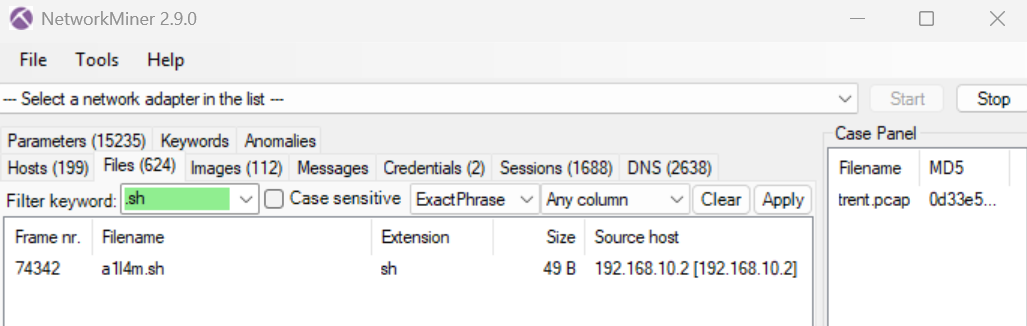 NetworkMiner 2.9.0
File Tools Help
--- Select a network adapter in the list --- Start Stop
Parameters (15235) Keywords Anomalies
Hosts (199) Files (624) Images (112) Messages Credentials (2) Sessions (1688) DNS (2638)
Filter keyword: .sh Case sensitive ExactPhrase Any column Clear Apply
Frame nr. Filename Extension Size Source host
74342 a1l4m.sh sh 49 B 192.168.10.2 [192.168.10.2]
Case Panel
Filename MD5
trent.pcap 0d33e5...